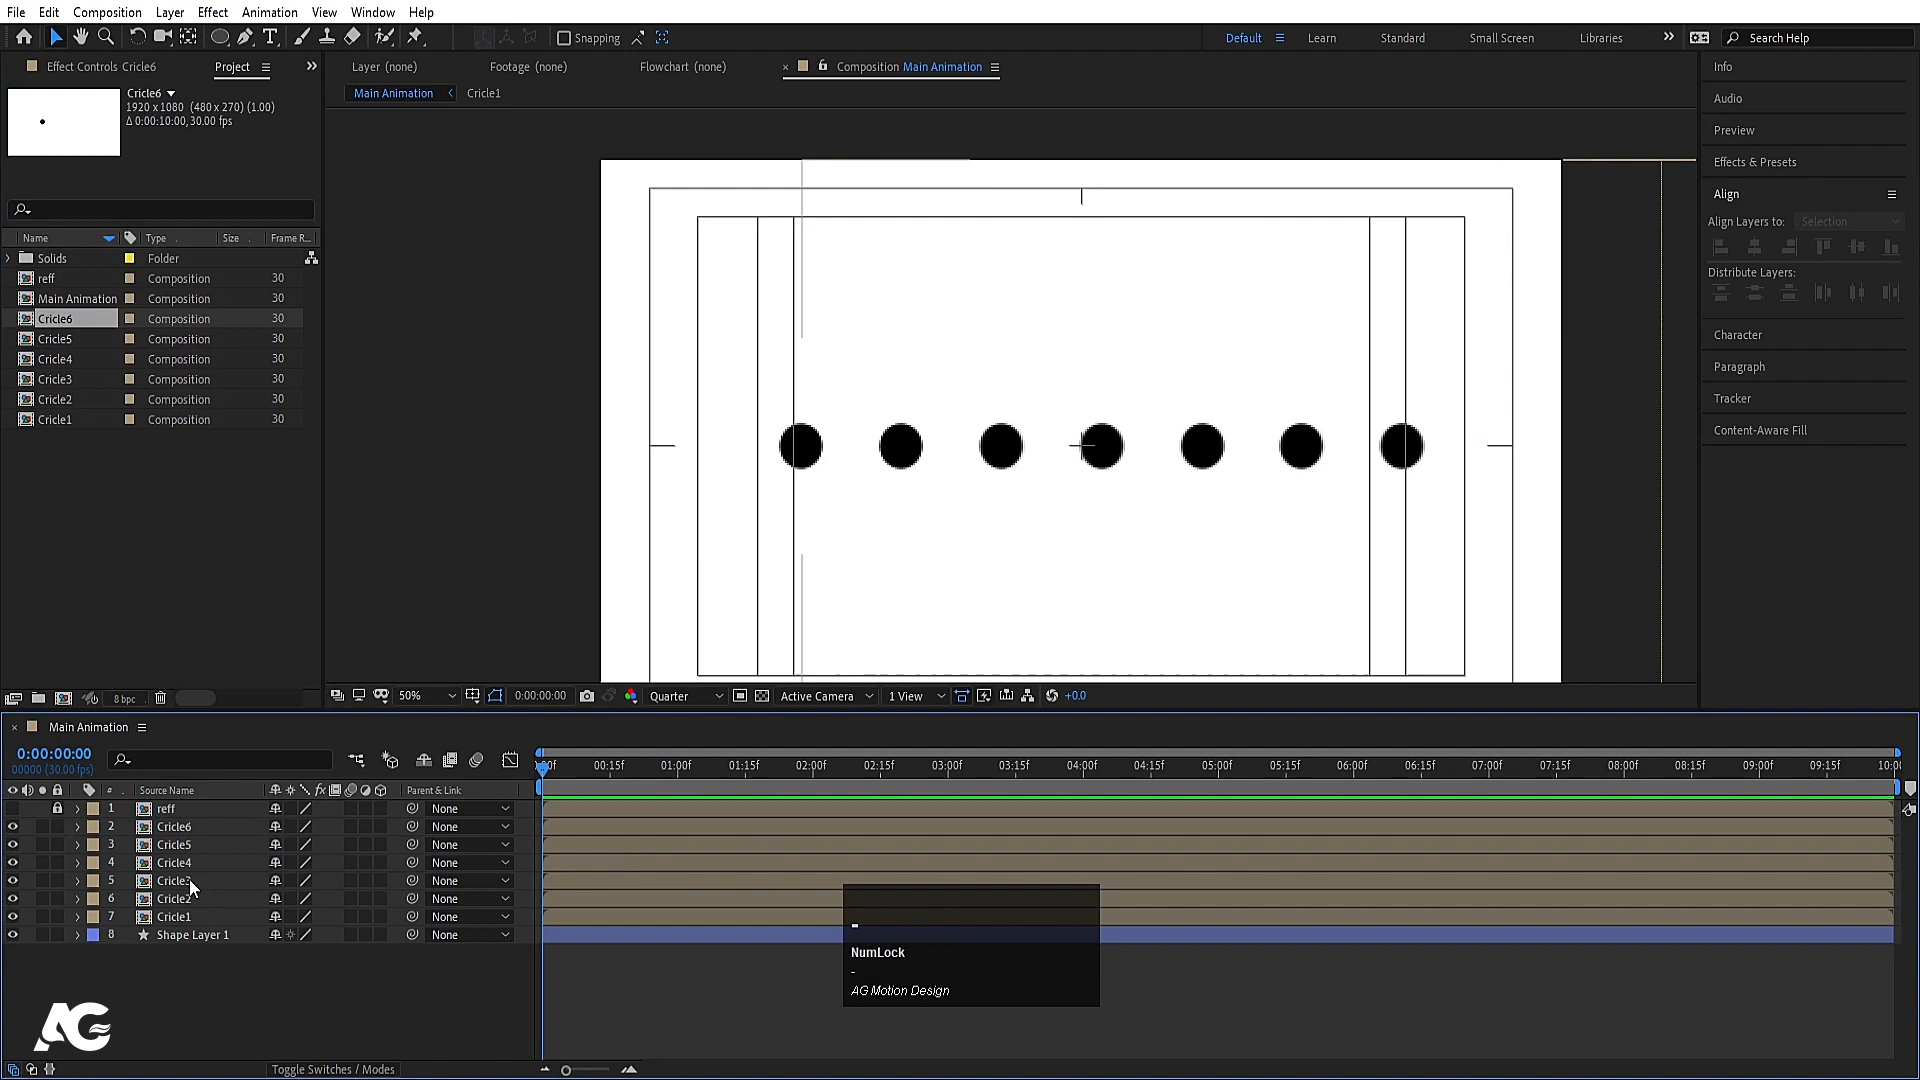 File Edit Composition Layer Effect Animation View Window Help
Snapping Default Learn Standard Small Screen Libraries Search Help
Effect Controls Cricle6 Project
Layer (none) Footage (none) Flowchart (none) Composition Main Animation
Main Animation Cricle1
Cricle6
1920 x 1080 (480 x 270) (1.00)
Δ 0:00:10:00, 30.00 fps
Name Type Size Frame R...
Solids Folder
reff Composition 30
Main Animation Composition 30
Cricle6 Composition 30
Cricle5 Composition 30
Cricle4 Composition 30
Cricle3 Composition 30
Cricle2 Composition 30
Cricle1 Composition 30
8 bpc
50% 0:00:00:00 Quarter Active Camera 1 View +0.0
Info
Audio
Preview
Effects & Presets
Align
Align Layers to: Selection
Distribute Layers:
Character
Paragraph
Tracker
Content-Aware Fill
Main Animation
0:00:00:00
00000 (30.00 fps)
00:15f 01:00f 01:15f 02:00f 02:15f 03:00f 03:15f 04:00f 04:15f 05:00f 05:15f 06:00f 06:15f 07:00f 07:15f 08:00f 08:15f 09:00f 09:15f 10:0
# Source Name fx Parent & Link
1 reff None
2 Cricle6 None
3 Cricle5 None
4 Cricle4 None
5 Cricle3 None
6 Cricle2 None
7 Cricle1 None
8 Shape Layer 1 None
-
NumLock
-
AG Motion Design
AG
Toggle Switches / Modes